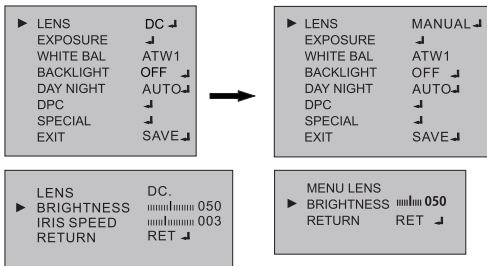 ▶ LENS DC ↲
EXPOSURE ↲
WHITE BAL ATW1
BACKLIGHT OFF ↲
DAY NIGHT AUTO↲
DPC ↲
SPECIAL ↲
EXIT SAVE↲
▶ LENS MANUAL↲
EXPOSURE ↲
WHITE BAL ATW1
BACKLIGHT OFF ↲
DAY NIGHT AUTO↲
DPC ↲
SPECIAL ↲
EXIT SAVE↲
LENS DC.
▶ BRIGHTNESS 050
IRIS SPEED 003
RETURN RET ↲
MENU LENS
▶ BRIGHTNESS 050
RETURN RET ↲